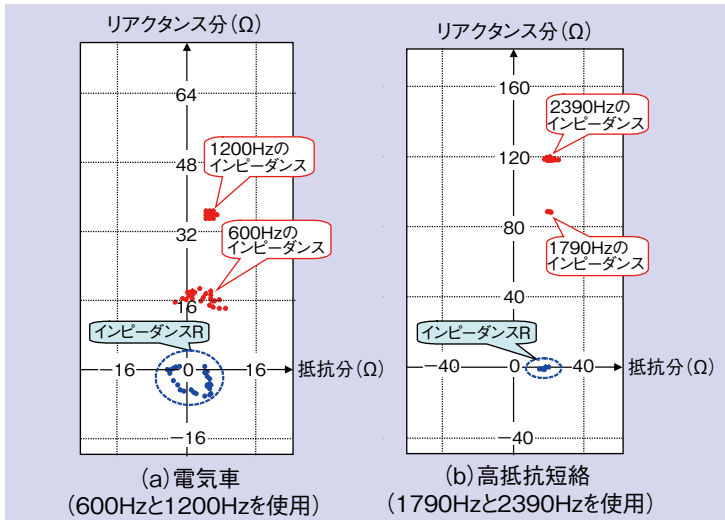 リアクタンス分(Ω)
64
1200Hzの
インピーダンス
48
32
600Hzの
インピーダンス
16
インピーダンスR
－16
0
16
抵抗分(Ω)
－16
(a)電気車
(600Hzと1200Hzを使用)
リアクタンス分(Ω)
160
2390Hzの
インピーダンス
120
80
1790Hzの
インピーダンス
40
インピーダンスR
－40
0
40
抵抗分(Ω)
－40
(b)高抵抗短絡
(1790Hzと2390Hzを使用)